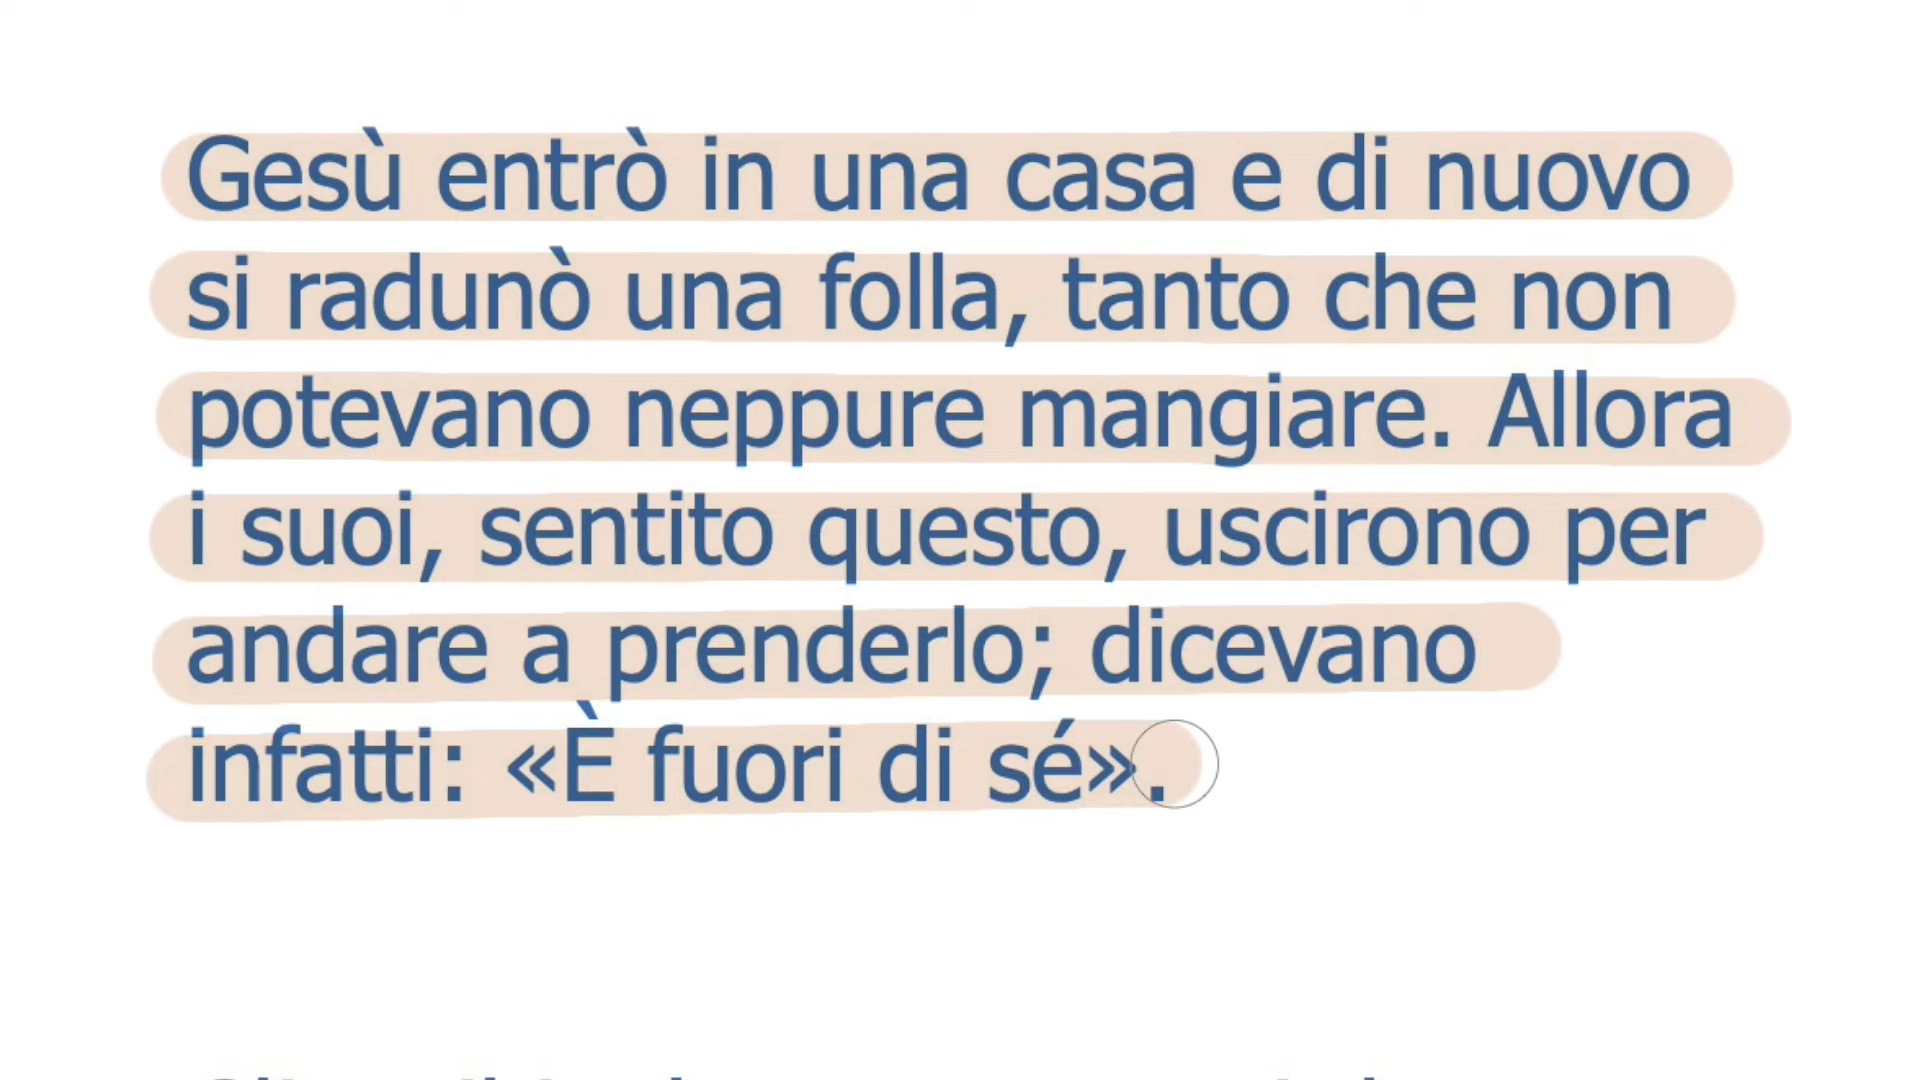 Gesù entrò in una casa e di nuovo
si radunò una folla, tanto che non
potevano neppure mangiare. Allora
i suoi, sentito questo, uscirono per
andare a prenderlo; dicevano
infatti: «È fuori di sé».